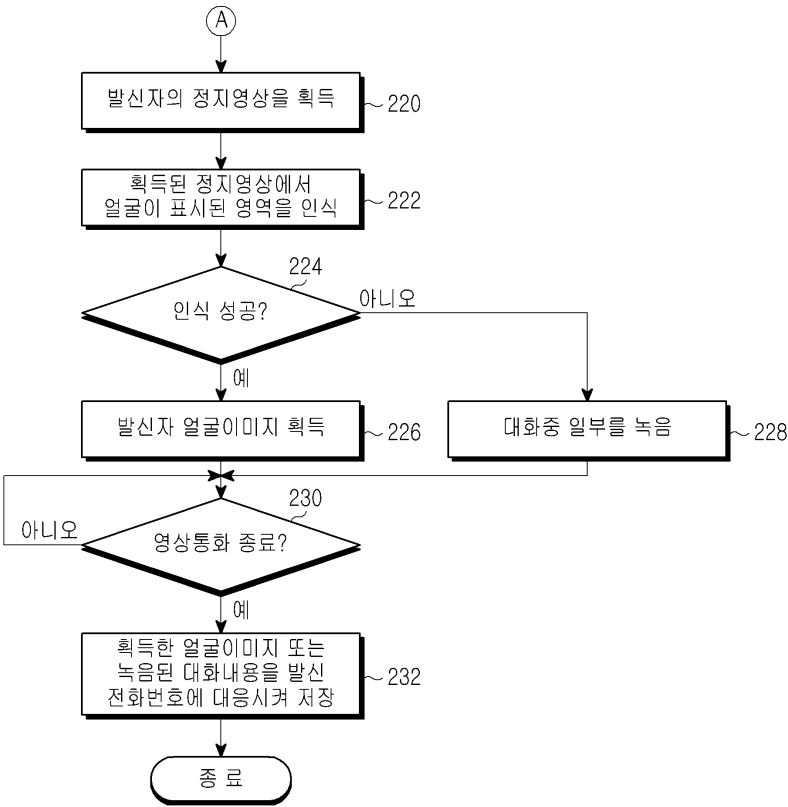 A
발신자의 정지영상을 획득
220
획득된 정지영상에서
얼굴이 표시된 영역을 인식
222
224
인식 성공?
아니오
예
발신자 얼굴이미지 획득
226
대화중 일부를 녹음
228
230
아니오
영상통화 종료?
예
획득한 얼굴이미지 또는
녹음된 대화내용을 발신
전화번호에 대응시켜 저장
232
종 료